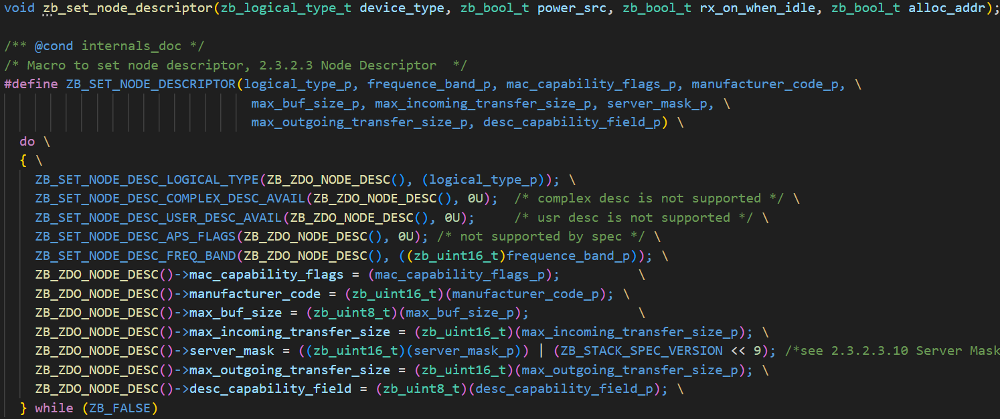 void zb_set_node_descriptor(zb_logical_type_t device_type, zb_bool_t power_src, zb_bool_t rx_on_when_idle, zb_bool_t alloc_addr);
/** @cond internals_doc */
/* Macro to set node descriptor, 2.3.2.3 Node Descriptor  */
#define ZB_SET_NODE_DESCRIPTOR(logical_type_p, frequence_band_p, mac_capability_flags_p, manufacturer_code_p, \
                                max_buf_size_p, max_incoming_transfer_size_p, server_mask_p, \
                                max_outgoing_transfer_size_p, desc_capability_field_p) \
  do \
  { \
    ZB_SET_NODE_DESC_LOGICAL_TYPE(ZB_ZDO_NODE_DESC(), (logical_type_p)); \
    ZB_SET_NODE_DESC_COMPLEX_DESC_AVAIL(ZB_ZDO_NODE_DESC(), 0U);  /* complex desc is not supported */ \
    ZB_SET_NODE_DESC_USER_DESC_AVAIL(ZB_ZDO_NODE_DESC(), 0U);     /* usr desc is not supported */ \
    ZB_SET_NODE_DESC_APS_FLAGS(ZB_ZDO_NODE_DESC(), 0U); /* not supported by spec */ \
    ZB_SET_NODE_DESC_FREQ_BAND(ZB_ZDO_NODE_DESC(), ((zb_uint16_t)frequence_band_p)); \
    ZB_ZDO_NODE_DESC()->mac_capability_flags = (mac_capability_flags_p);          \
    ZB_ZDO_NODE_DESC()->manufacturer_code = (zb_uint16_t)(manufacturer_code_p); \
    ZB_ZDO_NODE_DESC()->max_buf_size = (zb_uint8_t)(max_buf_size_p);              \
    ZB_ZDO_NODE_DESC()->max_incoming_transfer_size = (zb_uint16_t)(max_incoming_transfer_size_p); \
    ZB_ZDO_NODE_DESC()->server_mask = ((zb_uint16_t)(server_mask_p)) | (ZB_STACK_SPEC_VERSION << 9); /*see 2.3.2.3.10 Server Mask
    ZB_ZDO_NODE_DESC()->max_outgoing_transfer_size = (zb_uint16_t)(max_outgoing_transfer_size_p); \
    ZB_ZDO_NODE_DESC()->desc_capability_field = (zb_uint8_t)(desc_capability_field_p); \
  } while (ZB_FALSE)